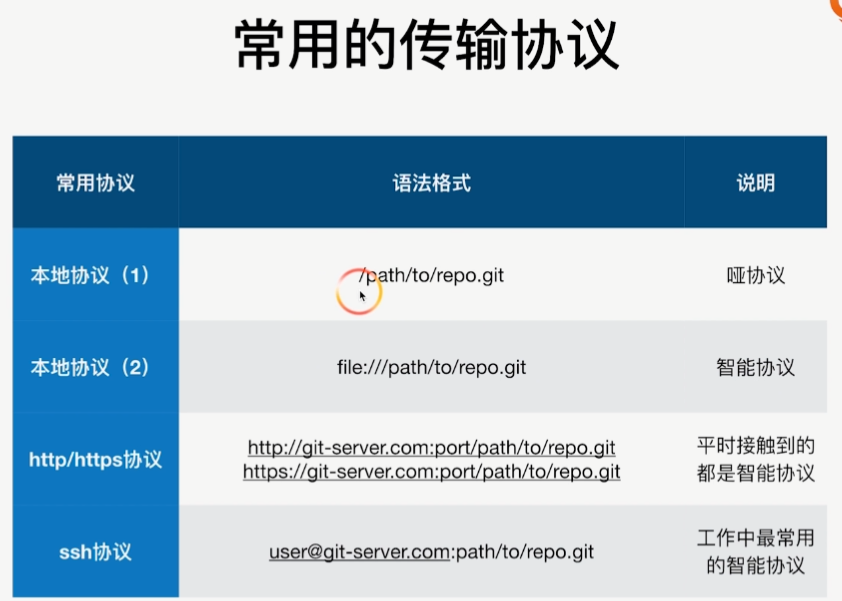 常用的传输协议
常用协议
语法格式
说明
本地协议（1）
/path/to/repo.git
哑协议
本地协议（2）
file:///path/to/repo.git
智能协议
http/https协议
http://git-server.com:port/path/to/repo.git
https://git-server.com:port/path/to/repo.git
平时接触到的
都是智能协议
ssh协议
user@git-server.com:path/to/repo.git
工作中最常用
的智能协议